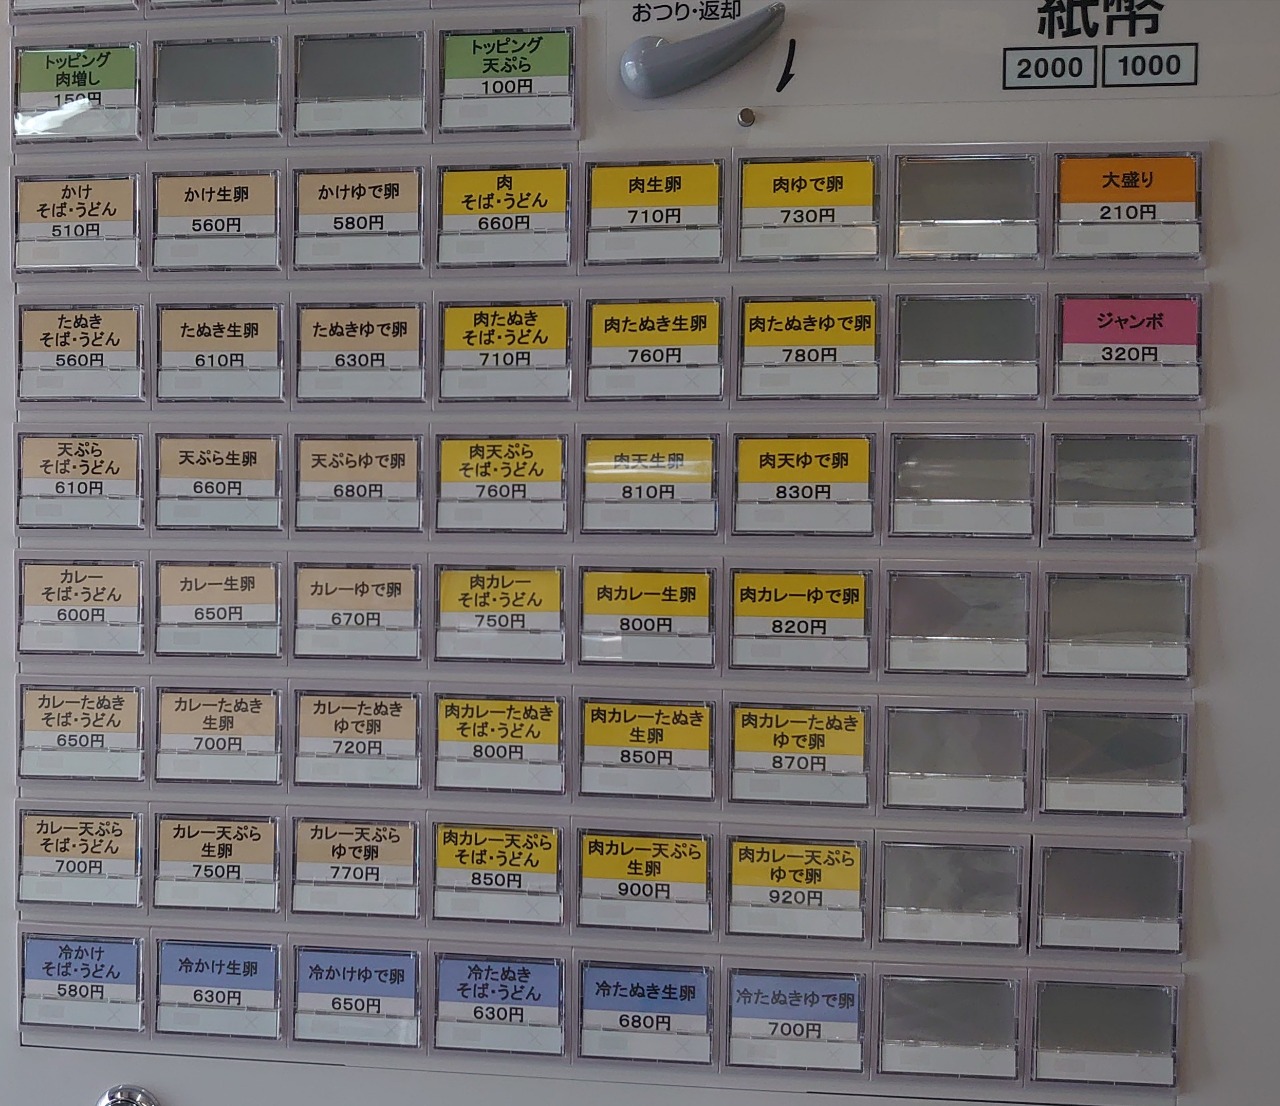 おつり・返却
紙幣
2000 1000
トッピング
肉増し
150円
トッピング
天ぷら
100円
かけ
そば・うどん
510円
かけ生卵
560円
かけゆで卵
580円
肉
そば・うどん
660円
肉生卵
710円
肉ゆで卵
730円
大盛り
210円
たぬき
そば・うどん
560円
たぬき生卵
610円
たぬきゆで卵
630円
肉たぬき
そば・うどん
710円
肉たぬき生卵
760円
肉たぬきゆで卵
780円
ジャンボ
320円
天ぷら
そば・うどん
610円
天ぷら生卵
660円
天ぷらゆで卵
680円
肉天ぷら
そば・うどん
760円
肉天生卵
810円
肉天ゆで卵
830円
カレー
そば・うどん
600円
カレー生卵
650円
カレーゆで卵
670円
肉カレー
そば・うどん
750円
肉カレー生卵
800円
肉カレーゆで卵
820円
カレーたぬき
そば・うどん
650円
カレーたぬき
生卵
700円
カレーたぬき
ゆで卵
720円
肉カレーたぬき
そば・うどん
800円
肉カレーたぬき
生卵
850円
肉カレーたぬき
ゆで卵
870円
カレー天ぷら
そば・うどん
700円
カレー天ぷら
生卵
750円
カレー天ぷら
ゆで卵
770円
肉カレー天ぷら
そば・うどん
850円
肉カレー天ぷら
生卵
900円
肉カレー天ぷら
ゆで卵
920円
冷かけ
そば・うどん
580円
冷かけ生卵
630円
冷かけゆで卵
650円
冷たぬき
そば・うどん
630円
冷たぬき生卵
680円
冷たぬきゆで卵
700円